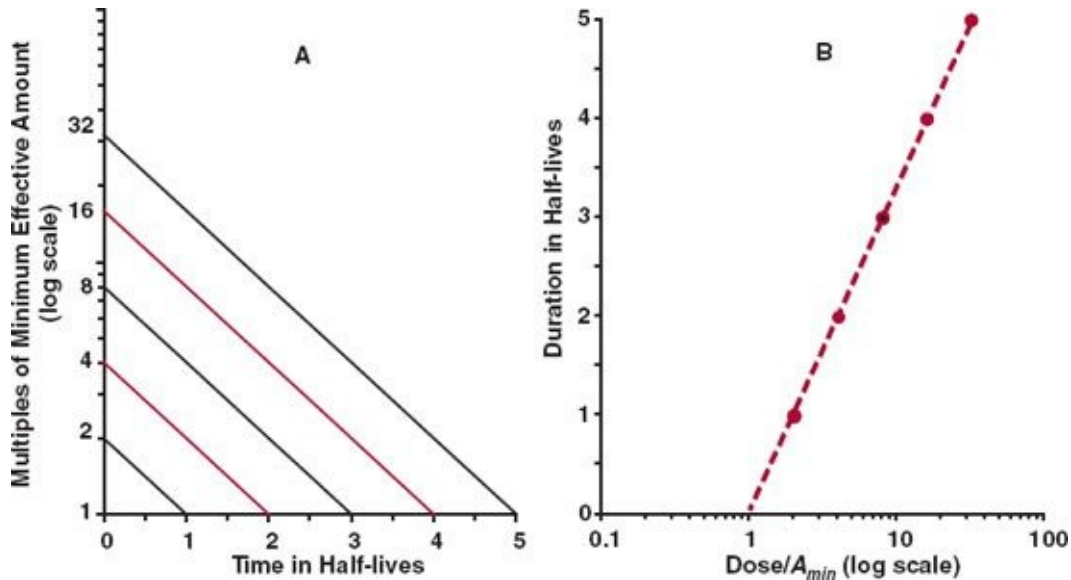 A
Multiples of Minimum Effective Amount
(log scale)
32
16
8
4
2
1
0 1 2 3 4 5
Time in Half-lives
B
Duration in Half-lives
5
4
3
2
1
0
0.1 1 10 100
Dose/Amin (log scale)